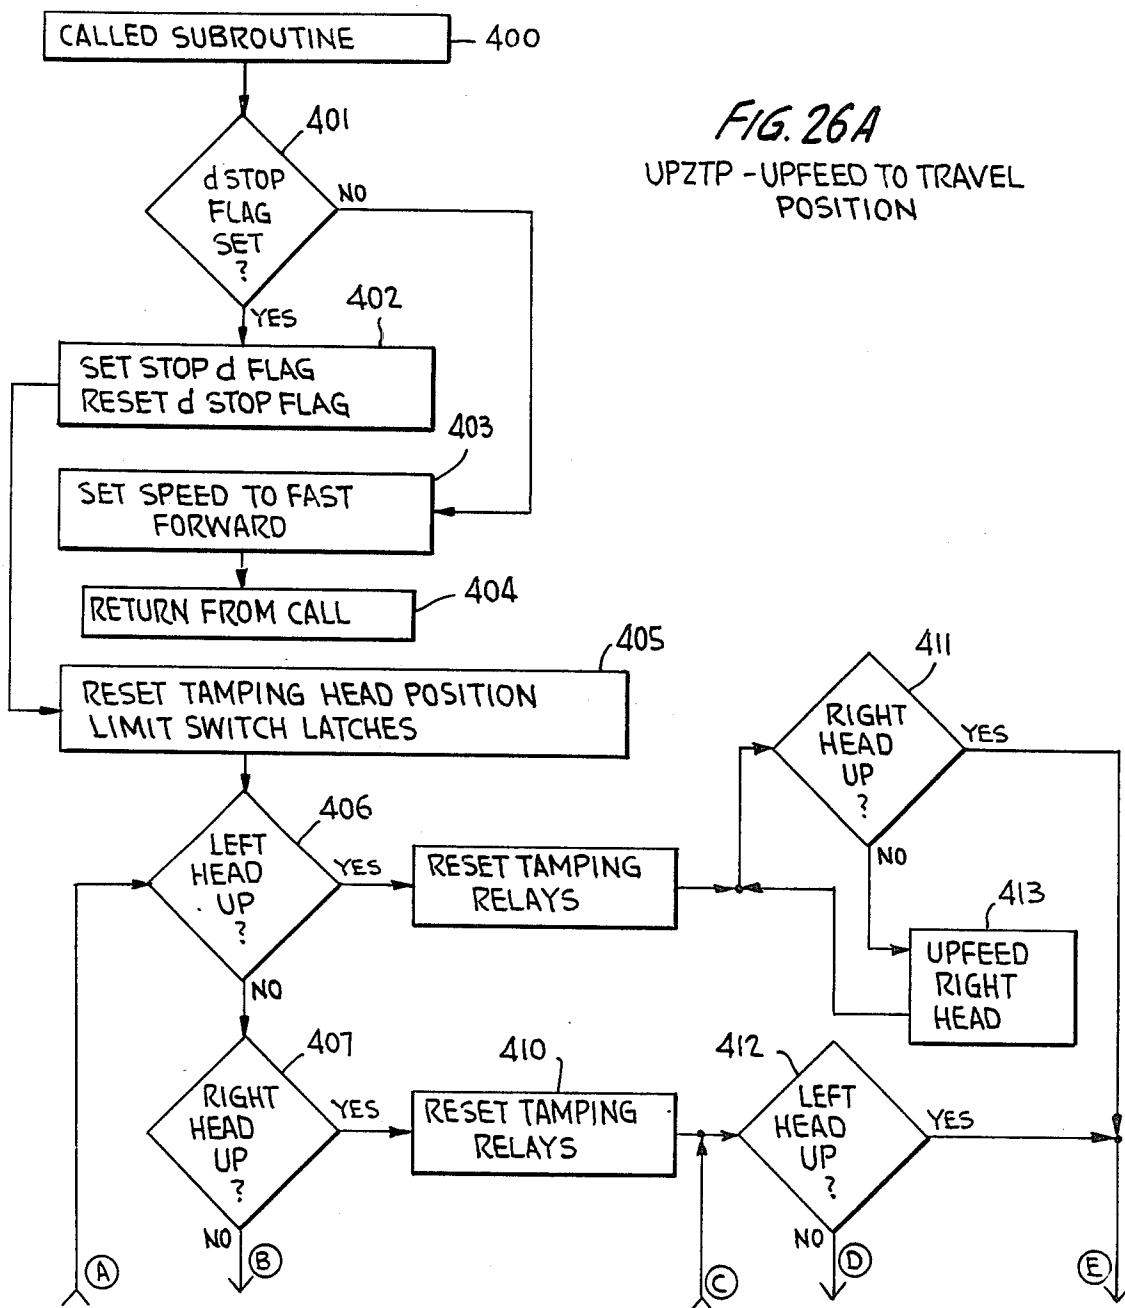 CALLED SUBROUTINE
400
401
FIG. 26A
UPZTP - UPFEED TO TRAVEL
POSITION
d STOP
FLAG
SET
?
NO
YES
402
SET STOP d FLAG
RESET d STOP FLAG
403
SET SPEED TO FAST
FORWARD
RETURN FROM CALL
404
405
RESET TAMPING HEAD POSITION
LIMIT SWITCH LATCHES
411
RIGHT
HEAD
UP
?
YES
NO
406
LEFT
HEAD
UP
?
YES
NO
RESET TAMPING
RELAYS
413
UPFEED
RIGHT
HEAD
407
RIGHT
HEAD
UP
?
YES
NO
410
RESET TAMPING
RELAYS
412
LEFT
HEAD
UP
?
YES
NO
A
B
C
D
E